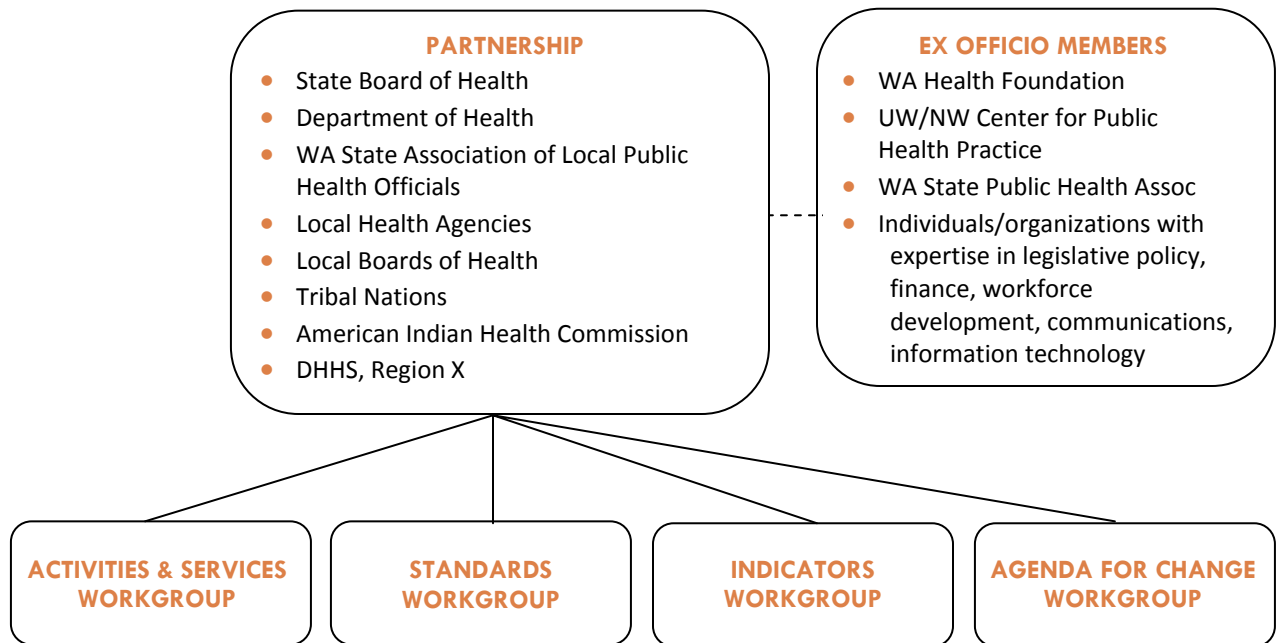 PARTNERSHIP
• State Board of Health
• Department of Health
• WA State Association of Local Public
Health Officials
• Local Health Agencies
• Local Boards of Health
• Tribal Nations
• American Indian Health Commission
• DHHS, Region X
EX OFFICIO MEMBERS
• WA Health Foundation
• UW/NW Center for Public
Health Practice
• WA State Public Health Assoc
• Individuals/organizations with
expertise in legislative policy,
finance, workforce
development, communications,
information technology
ACTIVITIES & SERVICES
WORKGROUP
STANDARDS
WORKGROUP
INDICATORS
WORKGROUP
AGENDA FOR CHANGE
WORKGROUP